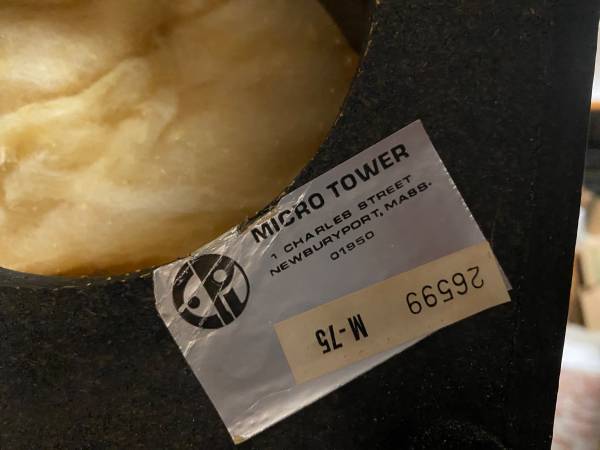 MICRO TOWER
1 CHARLES STREET
NEWBURYPORT, MASS.
01950
M-75 26599